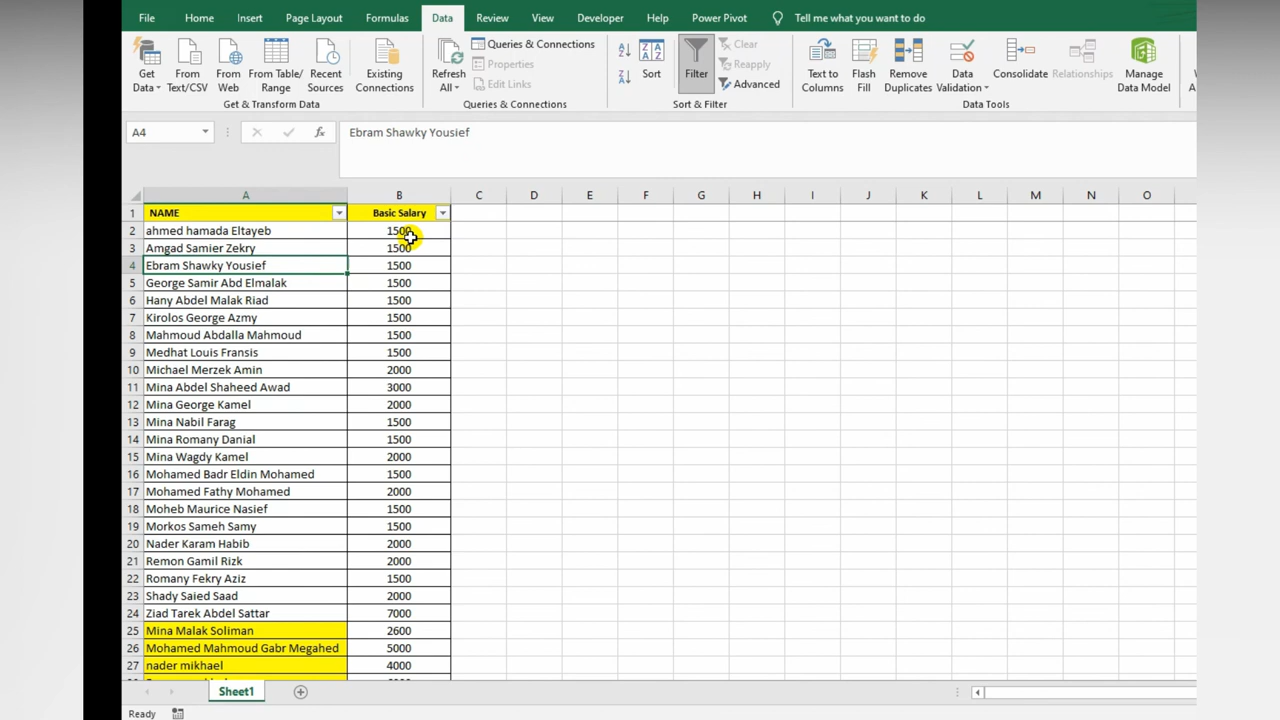 File Home Insert Page Layout Formulas Data Review View Developer Help Power Pivot Tell me what you want to do
Get Data
From Text/CSV
From Web
From Table/ Range
Recent Sources
Existing Connections
Refresh All
Queries & Connections
Properties
Edit Links
Sort
Filter
Clear
Reapply
Advanced
Text to Columns
Flash Fill
Remove Duplicates
Data Validation
Consolidate
Relationships
Manage Data Model
Get & Transform Data Queries & Connections Sort & Filter Data Tools
A4 fx Ebram Shawky Yousief
A B C D E F G H I J K L M N O
1 NAME Basic Salary
2 ahmed hamada Eltayeb 1500
3 Amgad Samier Zekry 1500
4 Ebram Shawky Yousief 1500
5 George Samir Abd Elmalak 1500
6 Hany Abdel Malak Riad 1500
7 Kirolos George Azmy 1500
8 Mahmoud Abdalla Mahmoud 1500
9 Medhat Louis Fransis 1500
10 Michael Merzek Amin 2000
11 Mina Abdel Shaheed Awad 3000
12 Mina George Kamel 2000
13 Mina Nabil Farag 1500
14 Mina Romany Danial 1500
15 Mina Wagdy Kamel 2000
16 Mohamed Badr Eldin Mohamed 1500
17 Mohamed Fathy Mohamed 2000
18 Moheb Maurice Nasief 1500
19 Morkos Sameh Samy 1500
20 Nader Karam Habib 2000
21 Remon Gamil Rizk 2000
22 Romany Fekry Aziz 1500
23 Shady Saied Saad 2000
24 Ziad Tarek Abdel Sattar 7000
25 Mina Malak Soliman 2600
26 Mohamed Mahmoud Gabr Megahed 5000
27 nader mikhael 4000
Sheet1
Ready